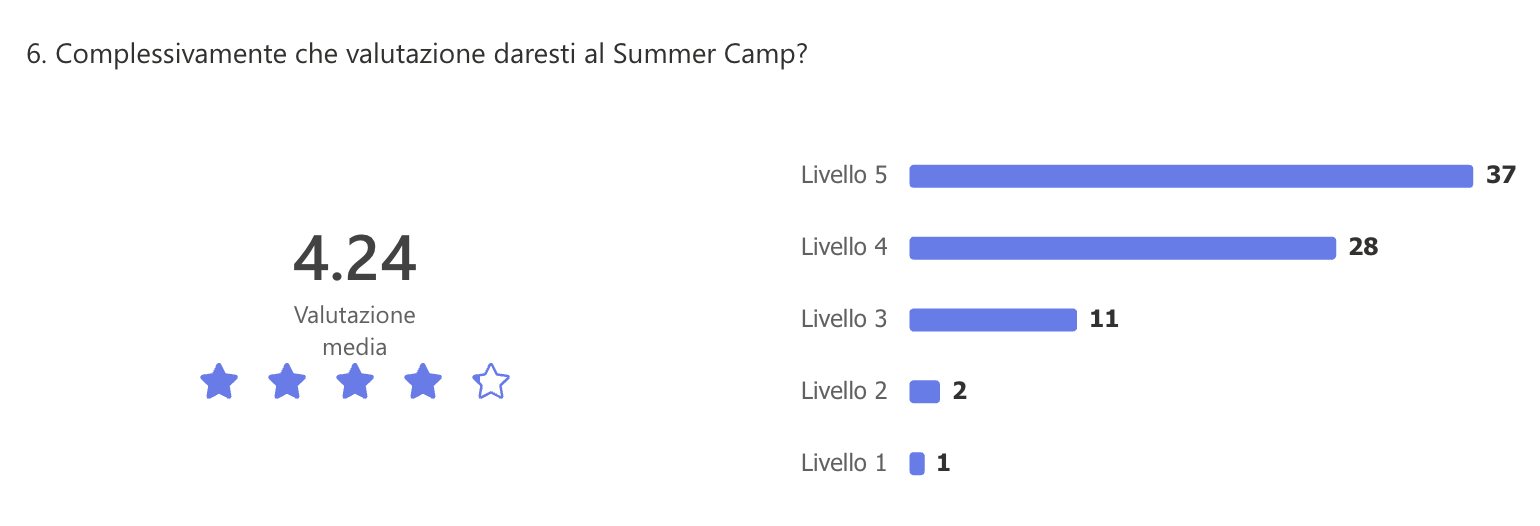 6. Complessivamente che valutazione daresti al Summer Camp?
4.24
Valutazione
media
Livello 5 37
Livello 4 28
Livello 3 11
Livello 2 2
Livello 1 1